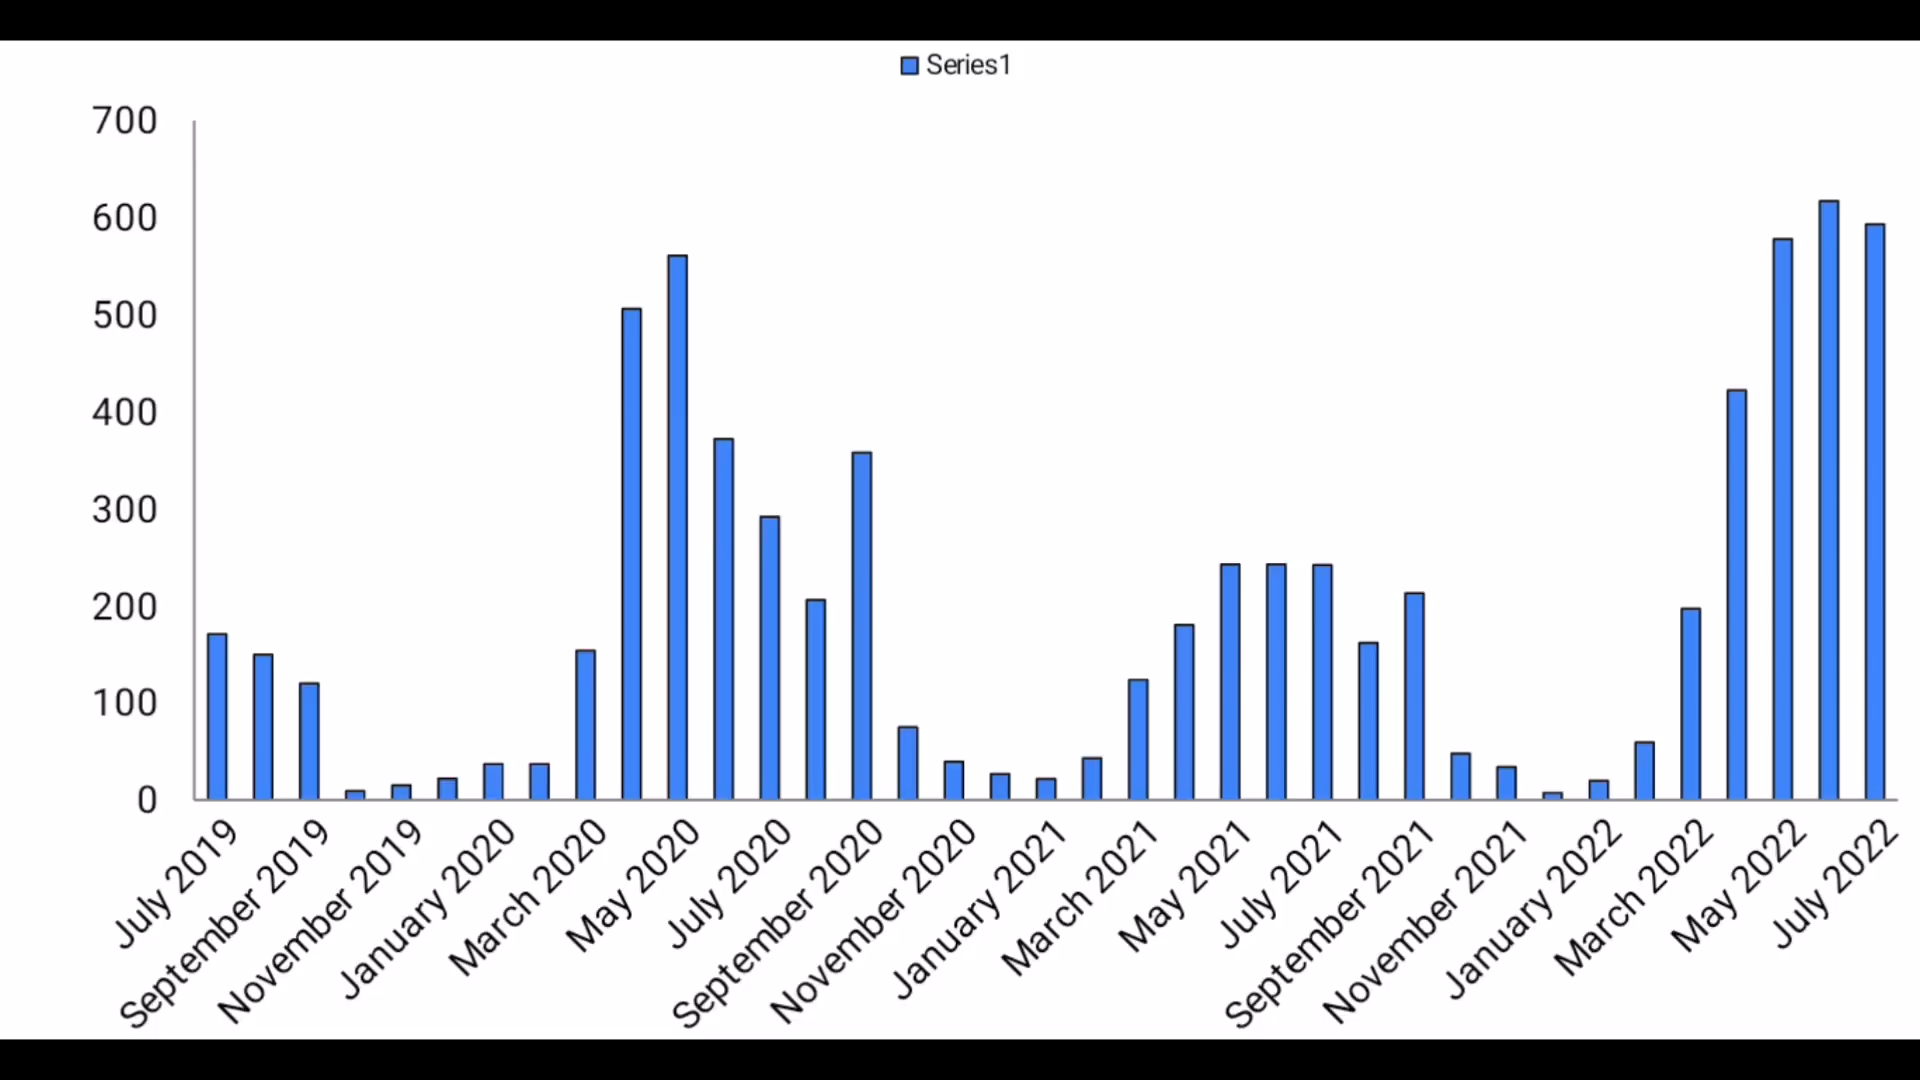 Series1
700
600
500
400
300
200
100
0
July 2019
September 2019
November 2019
January 2020
March 2020
May 2020
July 2020
September 2020
November 2020
January 2021
March 2021
May 2021
July 2021
September 2021
November 2021
January 2022
March 2022
May 2022
July 2022